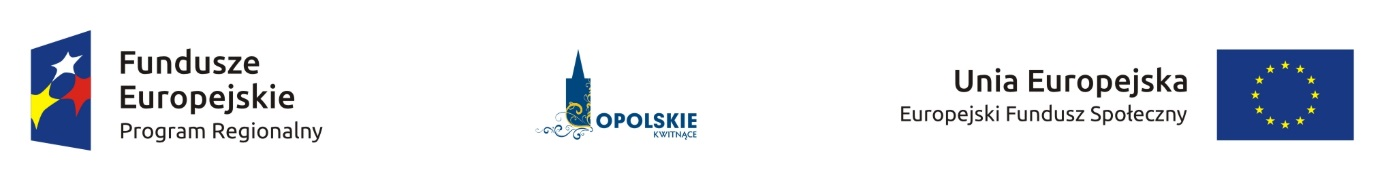 Fundusze
Europejskie
Program Regionalny
OPOLSKIE
KWITNĄCE
Unia Europejska
Europejski Fundusz Społeczny